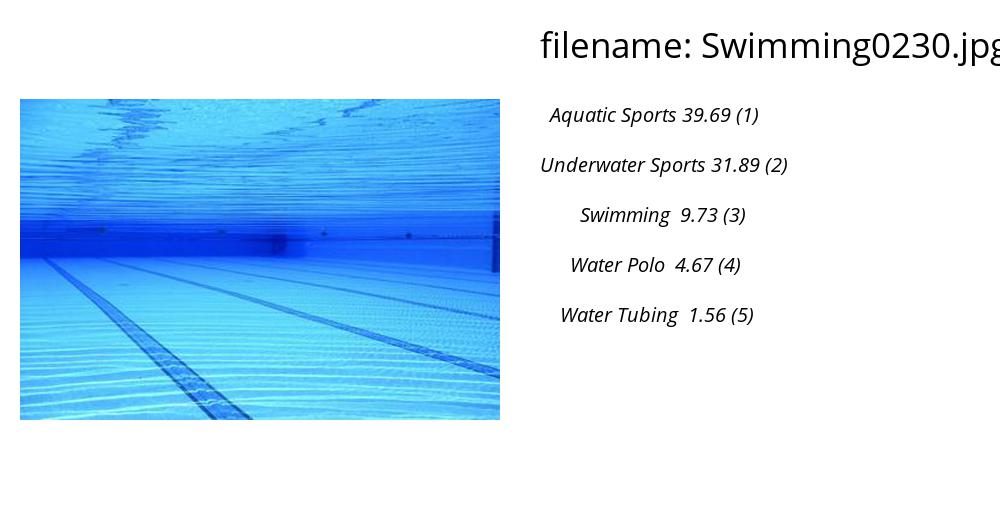 filename: Swimming0230.jpg
Aquatic Sports 39.69 (1)
Underwater Sports 31.89 (2)
Swimming 9.73 (3)
Water Polo 4.67 (4)
Water Tubing 1.56 (5)